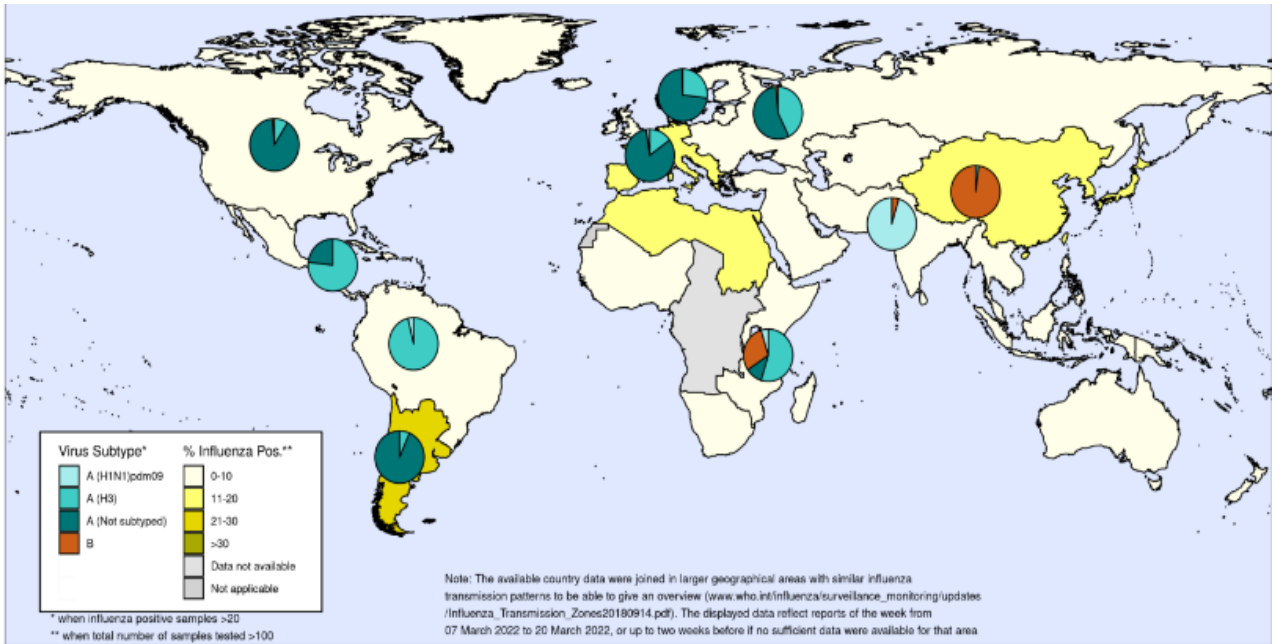 Virus Subtype*
A (H1N1)pdm09
A (H3)
A (Not subtyped)
B
% Influenza Pos.**
0-10
11-20
21-30
>30
Data not available
Not applicable
* when influenza positive samples >20
** when total number of samples tested >100
Note: The available country data were joined in larger geographical areas with similar influenza
transmission patterns to be able to give an overview (www.who.int/influenza/surveillance_monitoring/updates
/Influenza_Transmission_Zones20180914.pdf). The displayed data reflect reports of the week from
07 March 2022 to 20 March 2022, or up to two weeks before if no sufficient data were available for that area